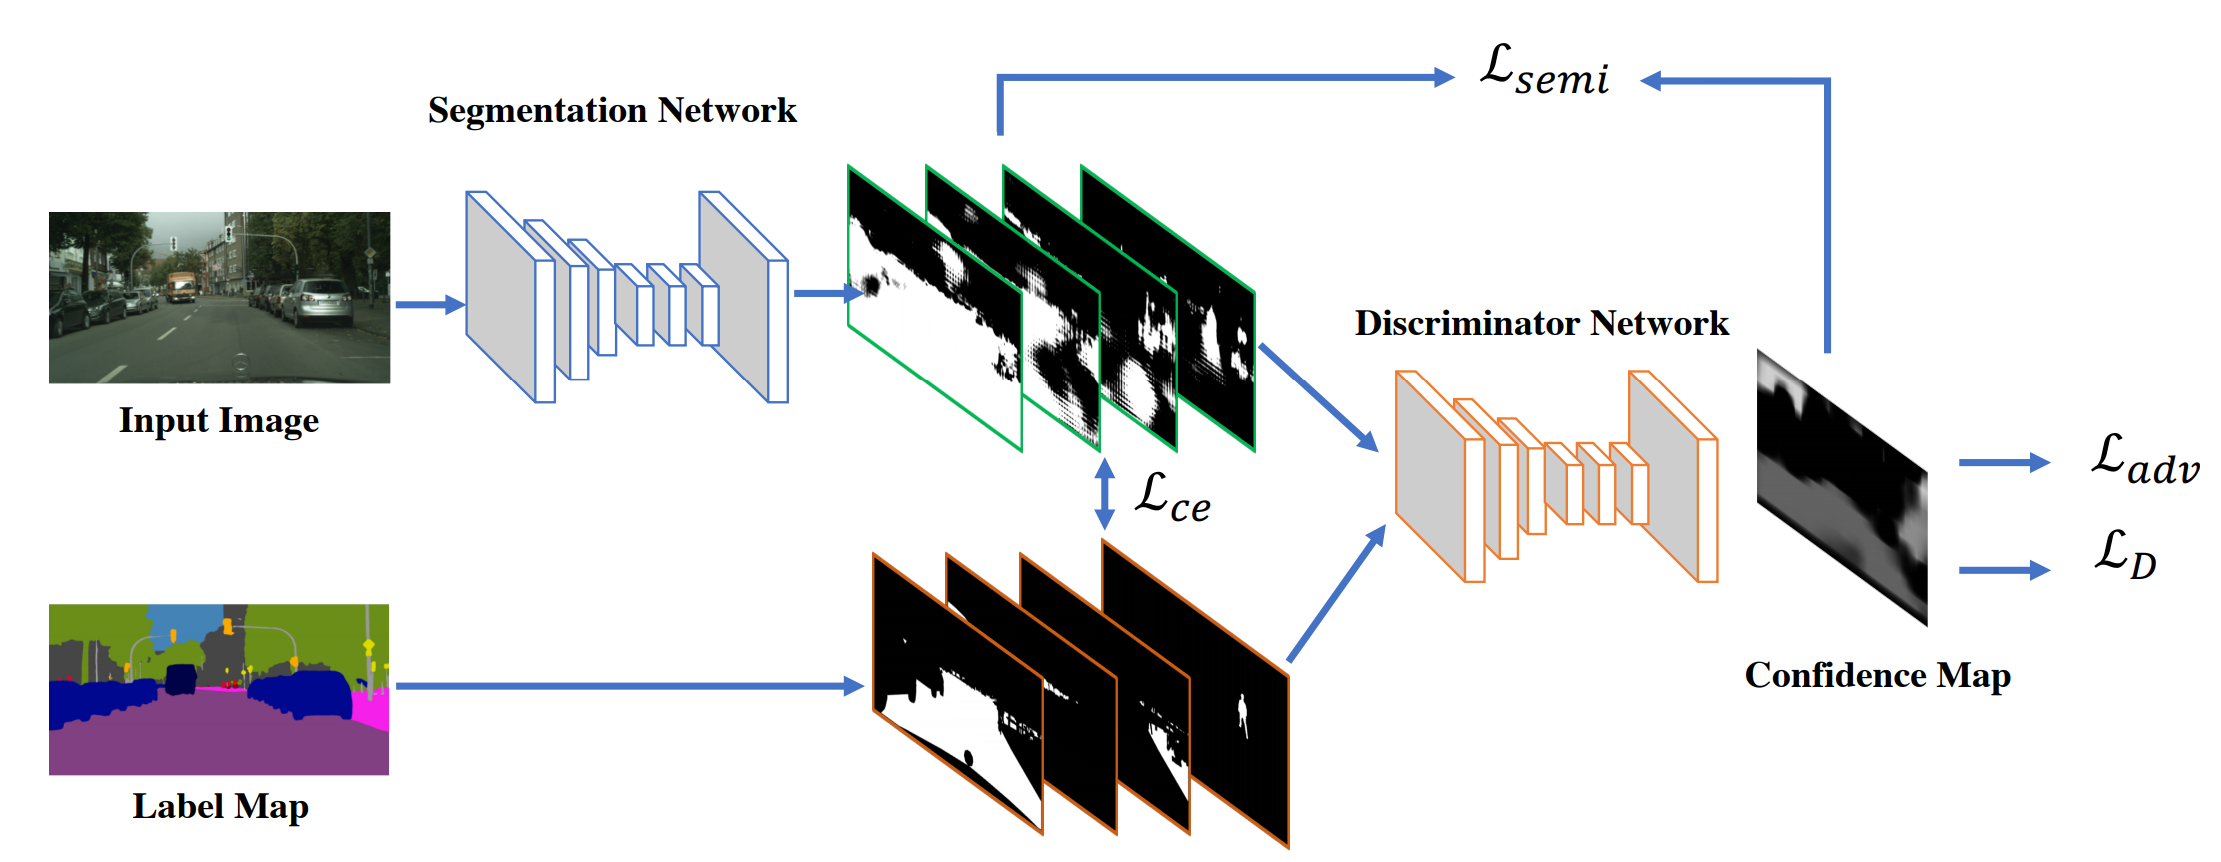 ℒsemi
Segmentation Network
Discriminator Network
Input Image
ℒadv
ℒce
ℒD
Confidence Map
Label Map